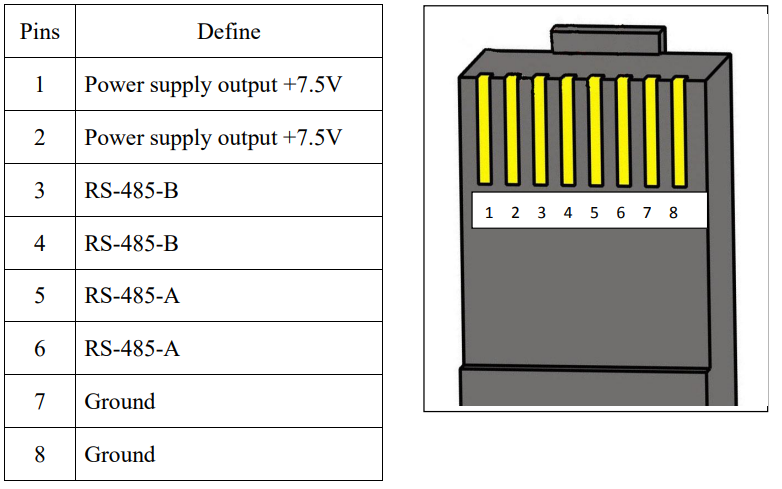 Pins Define
1 Power supply output +7.5V
2 Power supply output +7.5V
3 RS-485-B
4 RS-485-B
5 RS-485-A
6 RS-485-A
7 Ground
8 Ground
1 2 3 4 5 6 7 8